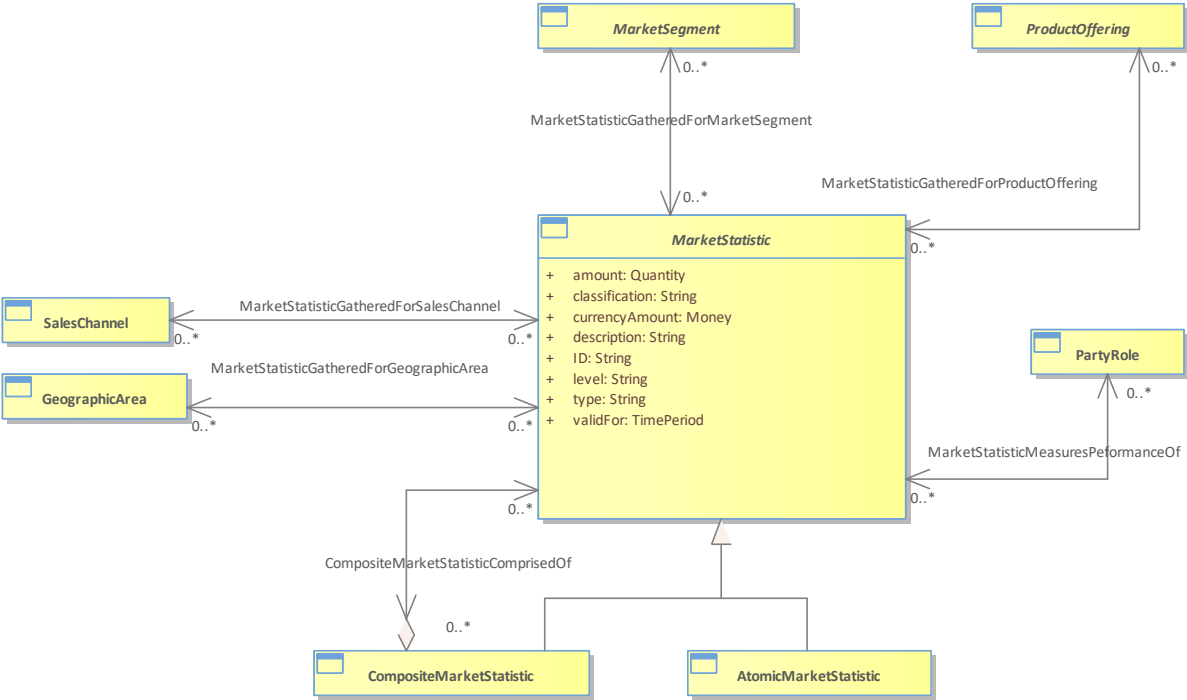 MarketSegment
ProductOffering
0..*
0..*
MarketStatisticGatheredForMarketSegment
MarketStatisticGatheredForProductOffering
0..*
MarketStatistic
0..*
+ amount: Quantity
+ classification: String
MarketStatisticGatheredForSalesChannel
+ currencyAmount: Money
SalesChannel
0..*
0..*
+ description: String
+ ID: String
PartyRole
MarketStatisticGatheredForGeographicArea
+ level: String
GeographicArea
+ type: String
0..*
0..*
0..*
+ validFor: TimePeriod
MarketStatisticMeasuresPeformanceOf
0..*
0..*
CompositeMarketStatisticComprisedOf
0..*
CompositeMarketStatistic
AtomicMarketStatistic